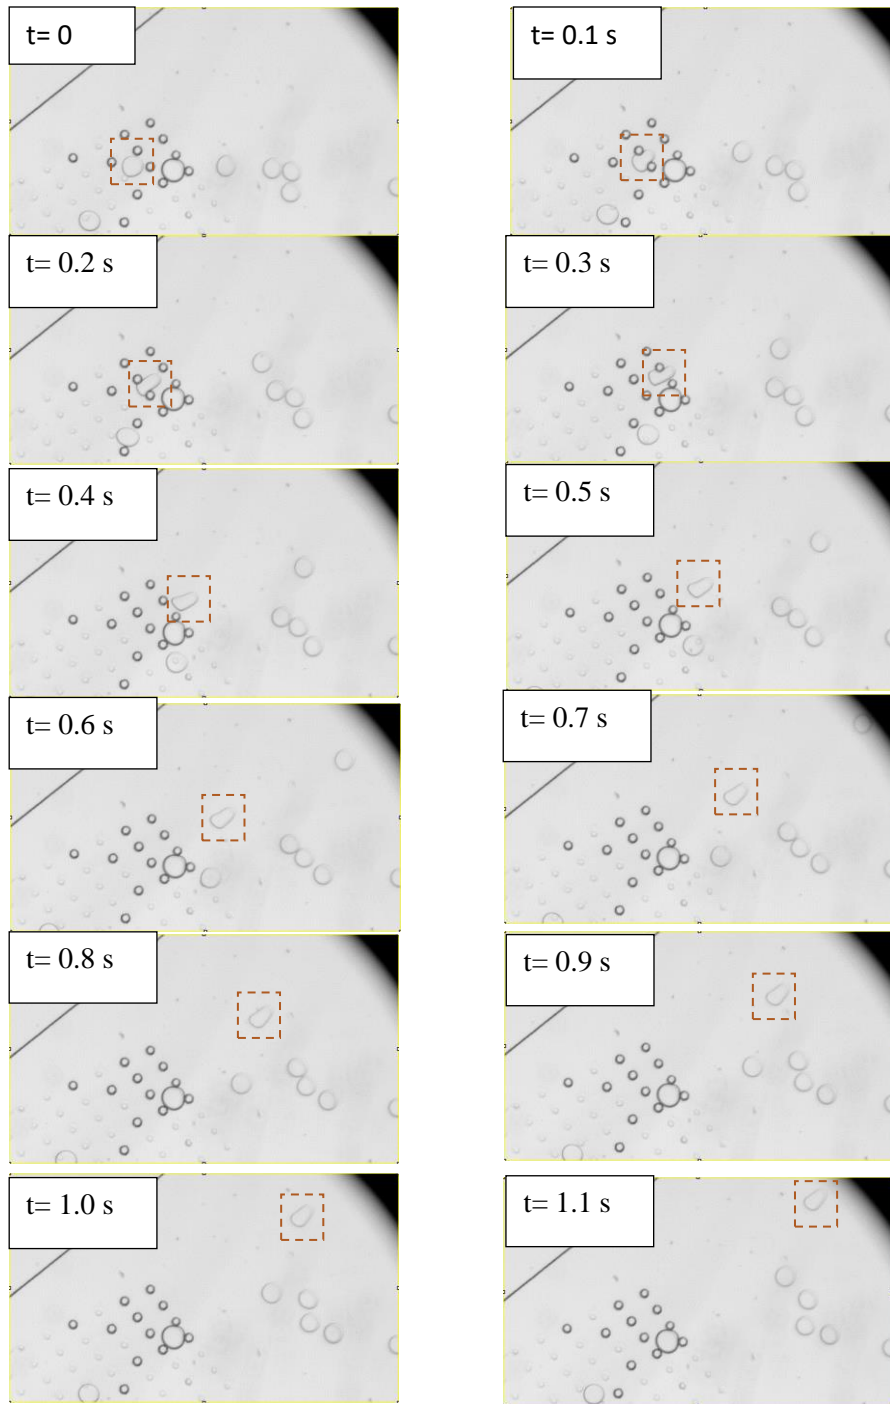 t= 0
t= 0.1 s
t= 0.2 s
t= 0.3 s
t= 0.4 s
t= 0.5 s
t= 0.6 s
t= 0.7 s
t= 0.8 s
t= 0.9 s
t= 1.0 s
t= 1.1 s